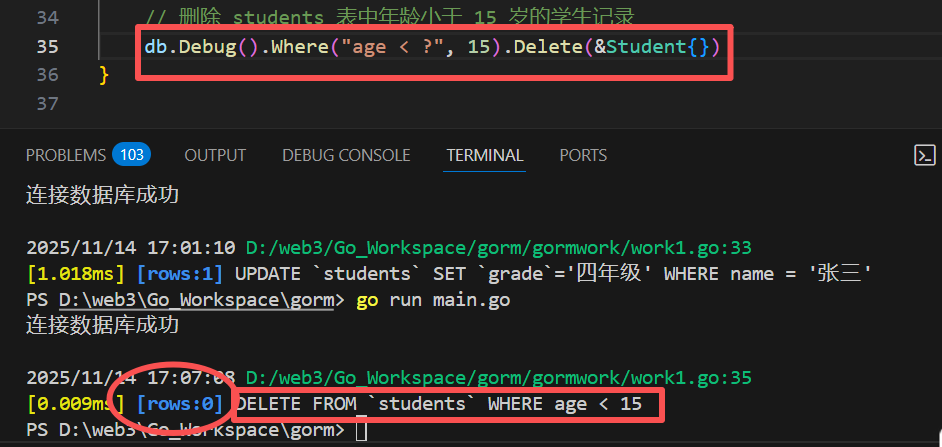 34 // 删除 students 表中年龄小于 15 岁的学生记录
35 db.Debug().Where("age < ?", 15).Delete(&Student{})
36 }
37
PROBLEMS 103 OUTPUT DEBUG CONSOLE TERMINAL PORTS
连接数据库成功
2025/11/14 17:01:10 D:/web3/Go_Workspace/gorm/gormwork/work1.go:33
[1.018ms] [rows:1] UPDATE `students` SET `grade`='四年级' WHERE name = '张三'
PS D:\web3\Go_Workspace\gorm> go run main.go
连接数据库成功
2025/11/14 17:07:08 D:/web3/Go_Workspace/gorm/gormwork/work1.go:35
[0.009ms] [rows:0] DELETE FROM `students` WHERE age < 15
PS D:\web3\Go_Workspace\gorm>